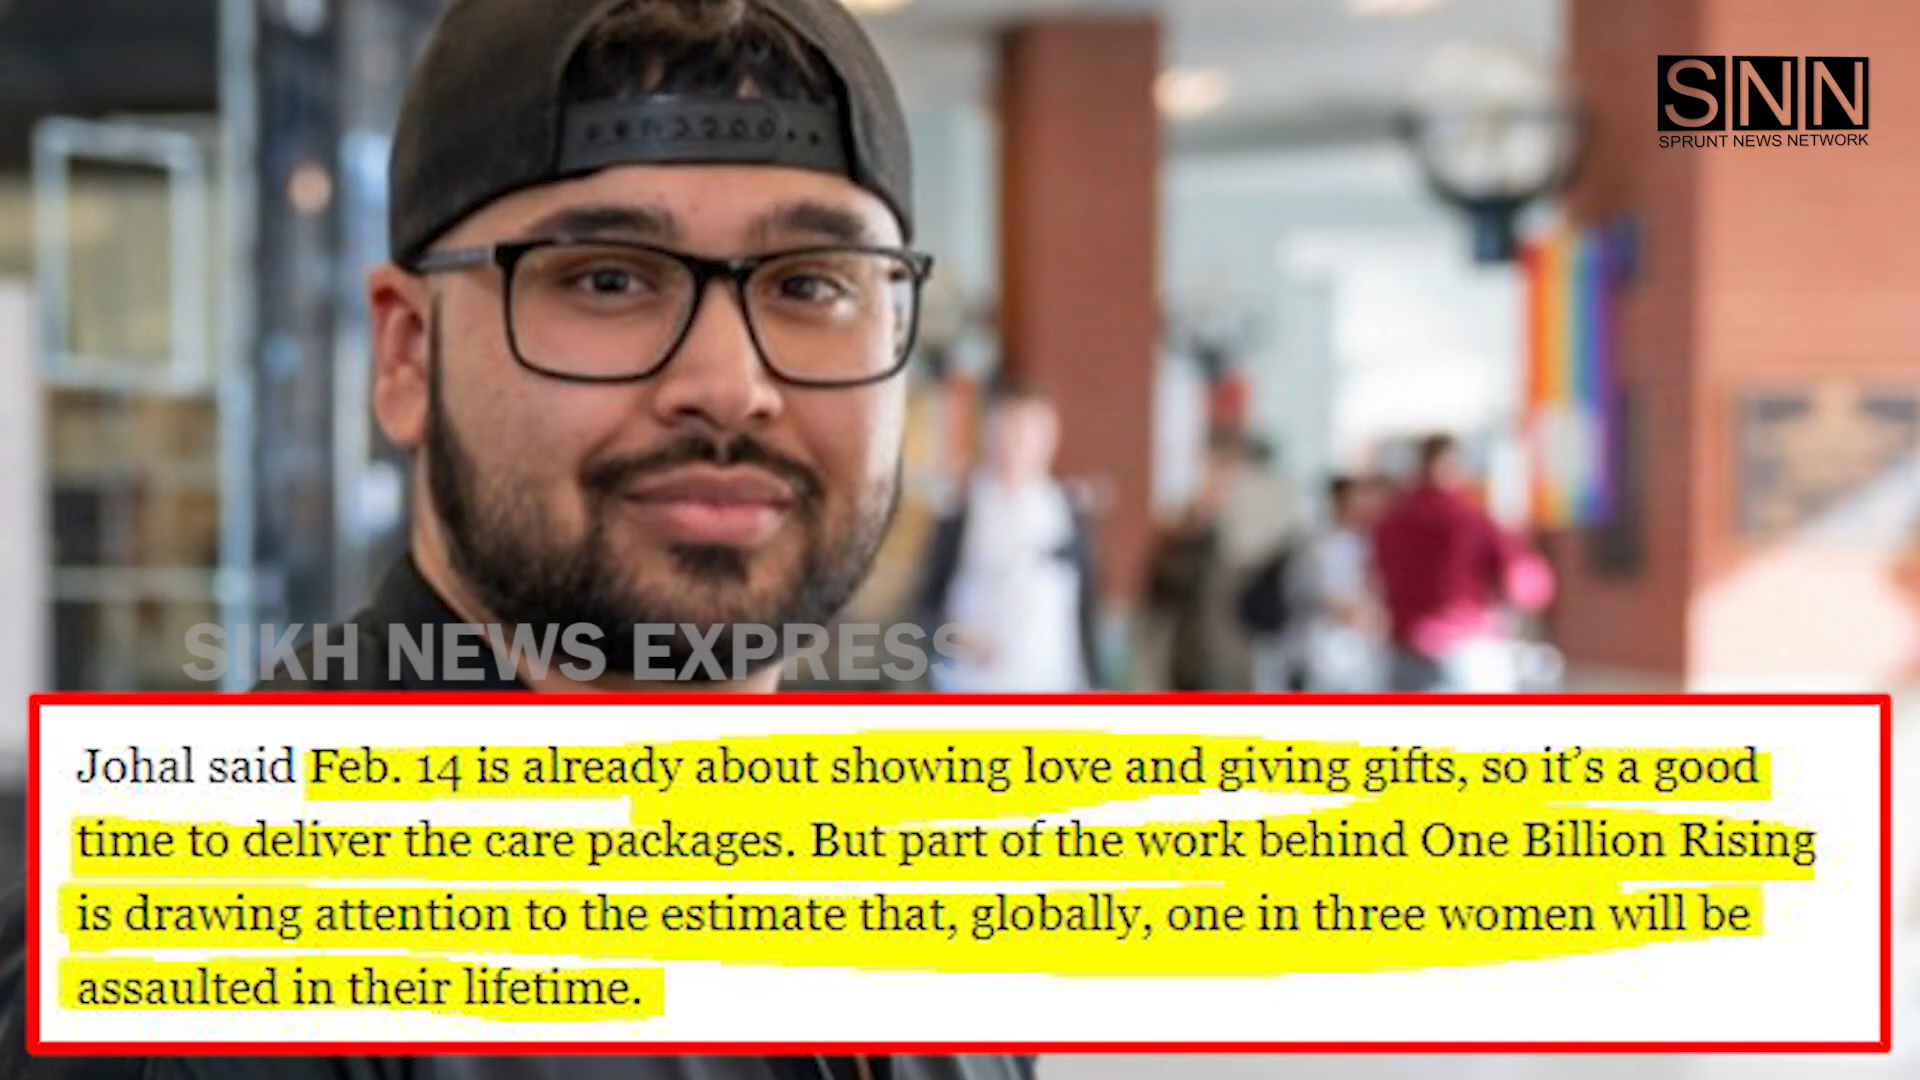 SNN
SPRUNT NEWS NETWORK
SIKH NEWS EXPRESS
Johal said Feb. 14 is already about showing love and giving gifts, so it’s a good
time to deliver the care packages. But part of the work behind One Billion Rising
is drawing attention to the estimate that, globally, one in three women will be
assaulted in their lifetime.